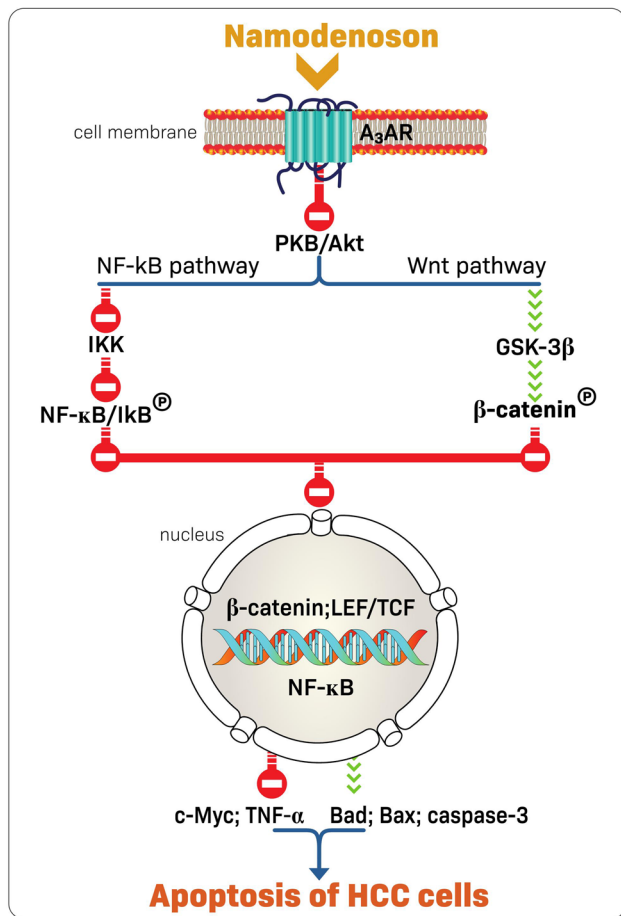 Namodenoson
cell membrane
A₃AR
PKB/Akt
NF-kB pathway
Wnt pathway
IKK
GSK-3β
NF-κB/IkB Ⓟ
β-catenin Ⓟ
nucleus
β-catenin;LEF/TCF
NF-κB
c-Myc; TNF-α Bad; Bax; caspase-3
Apoptosis of HCC cells